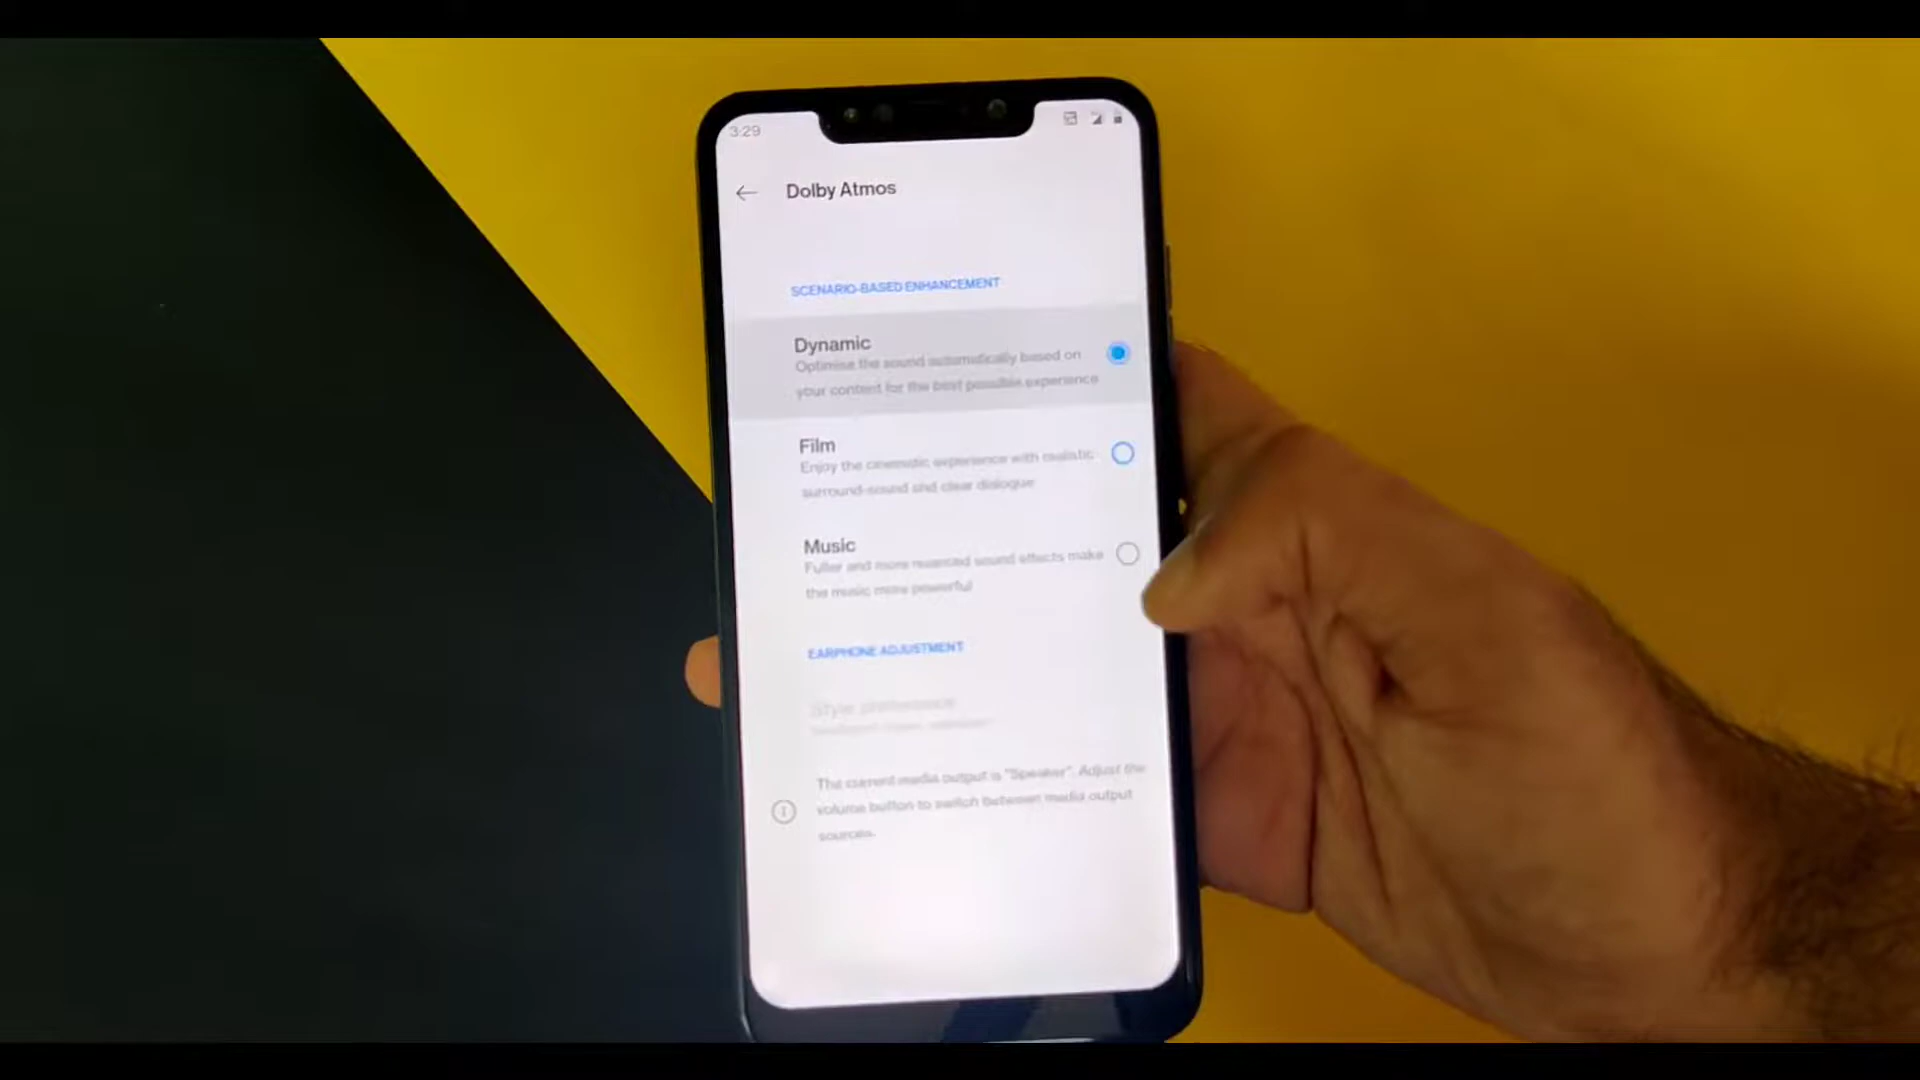 3:29
Dolby Atmos
SCENARIO-BASED ENHANCEMENT
Dynamic
Optimise the sound automatically based on
your content for the best possible experience
Film
Enjoy the cinematic experience with realistic
surround-sound and clear dialogue
Music
Fuller and more nuanced sound effects make
the music more powerful
EARPHONE ADJUSTMENT
Style preference
The current media output is "Speaker". Adjust the
volume button to switch between media output
sources.